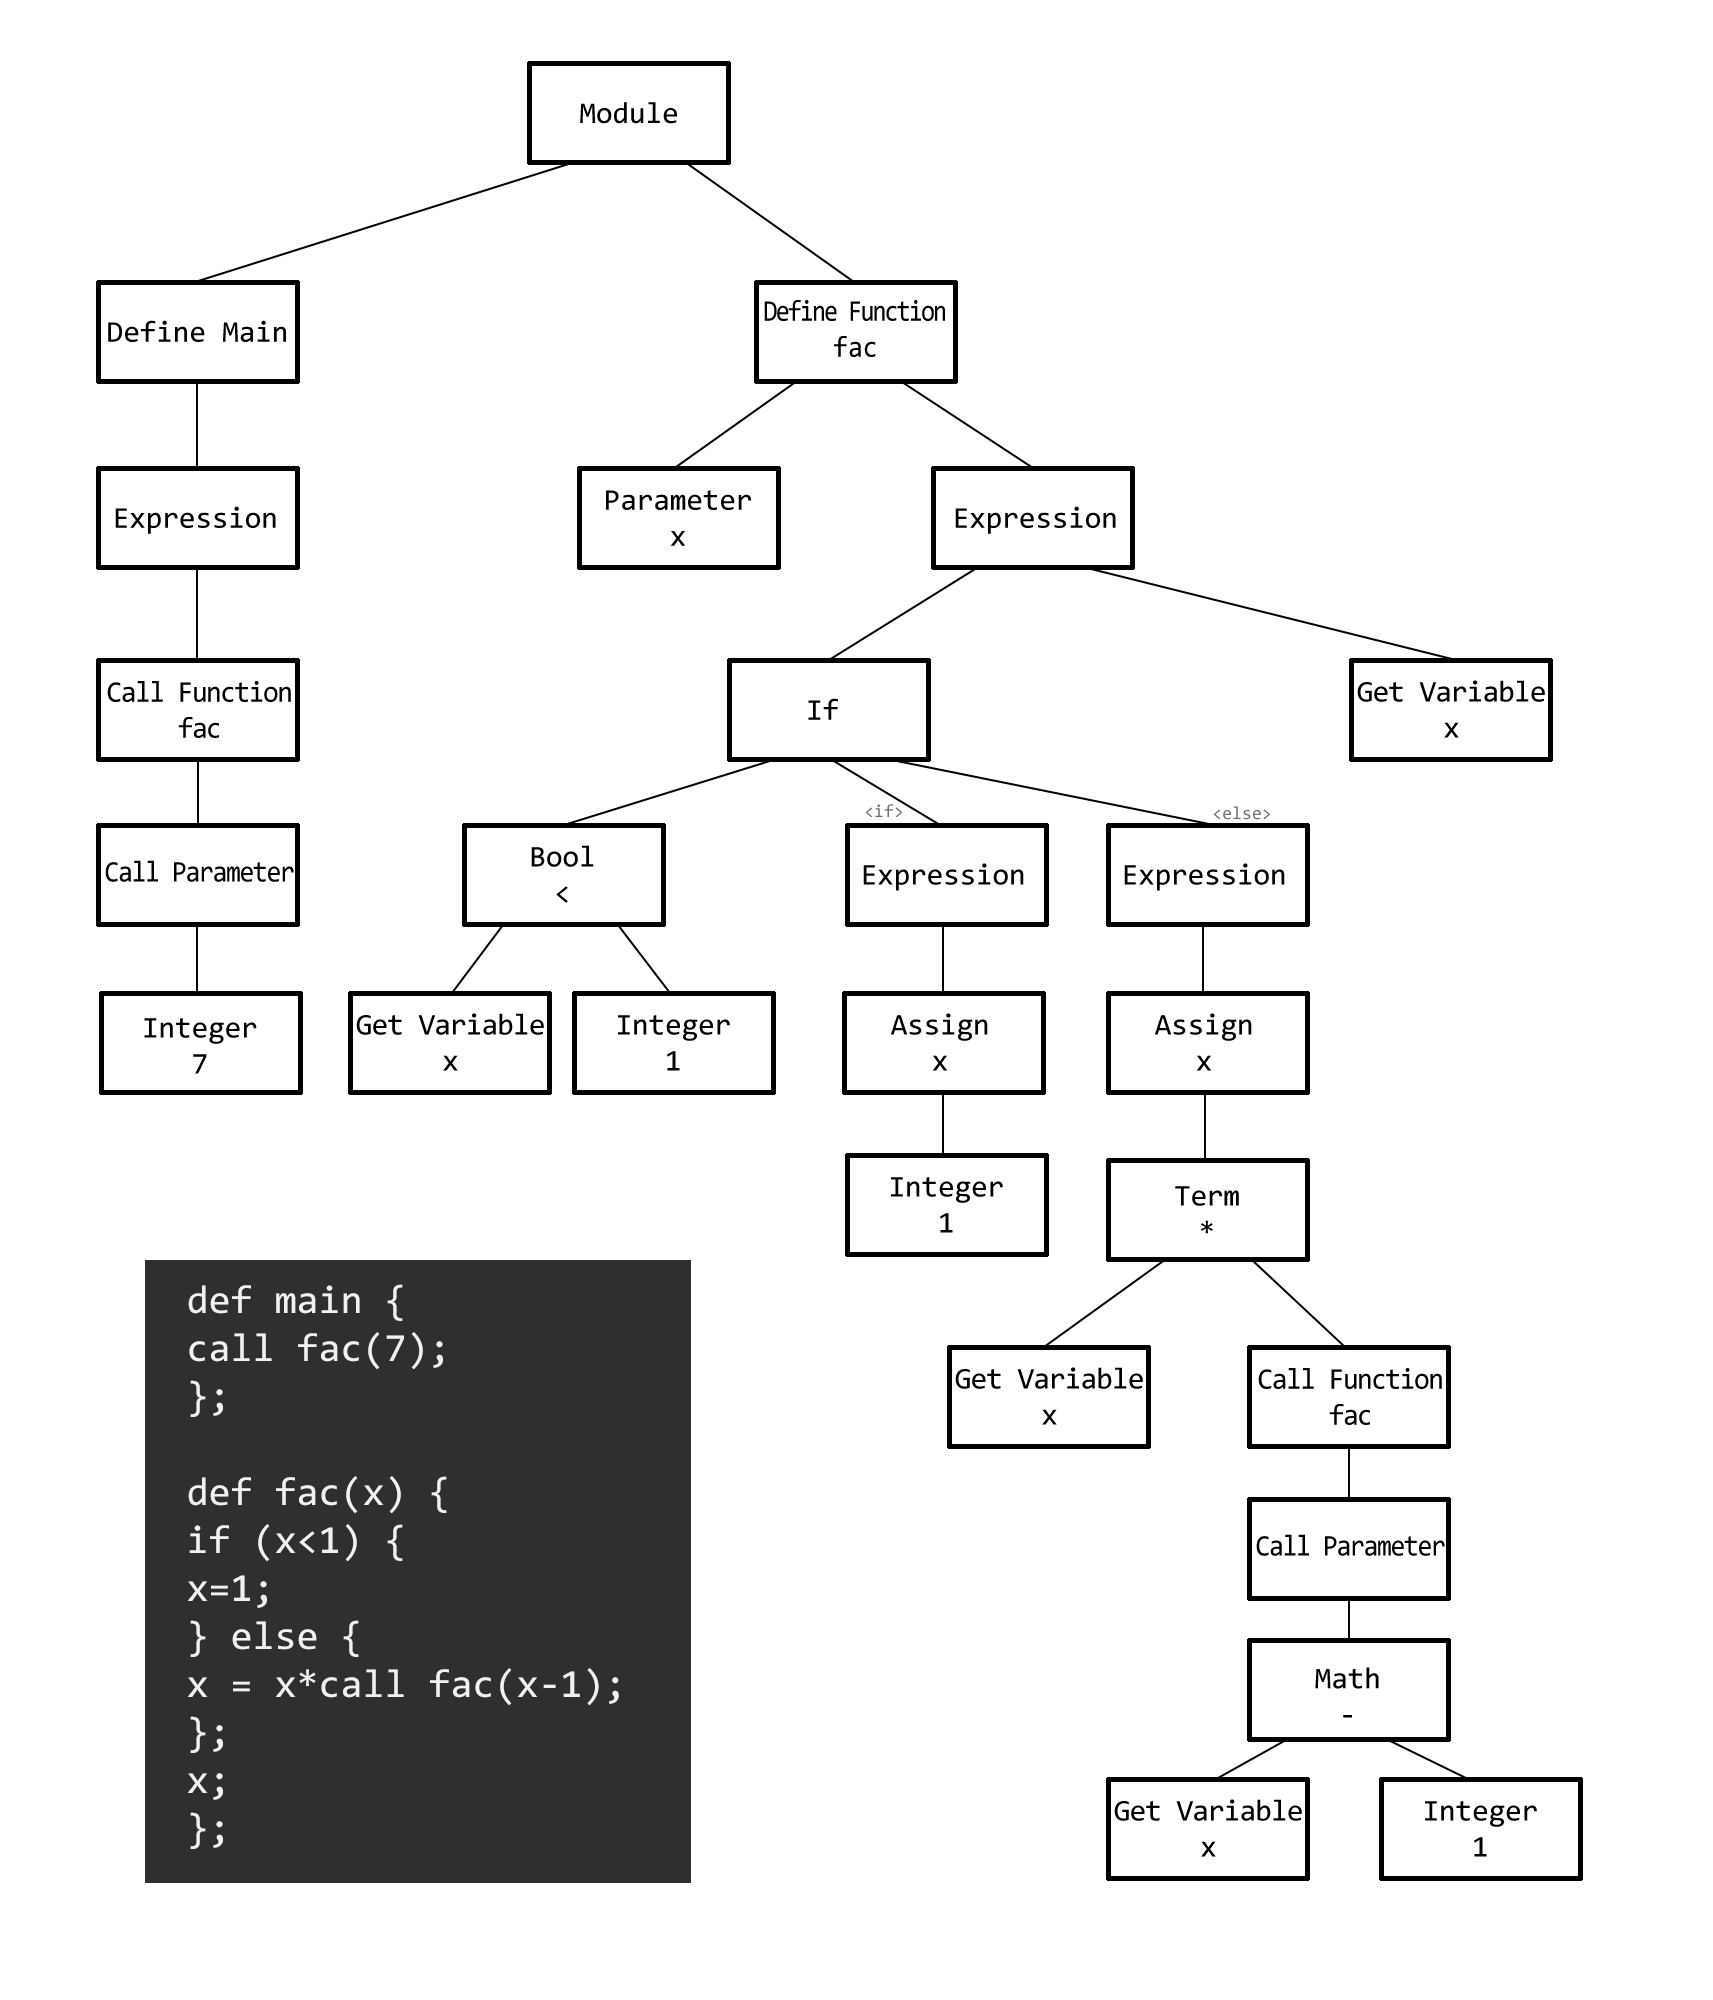 Module
Define Main
Define Function
fac
Expression
Parameter
x
Expression
Call Function
fac
If
Get Variable
x
<if>
<else>
Call Parameter
Bool
<
Expression
Expression
Integer
7
Get Variable
x
Integer
1
Assign
x
Assign
x
Integer
1
Term
*
Get Variable
x
Call Function
fac
Call Parameter
Math
-
Get Variable
x
Integer
1
def main {
call fac(7);
};
def fac(x) {
if (x<1) {
x=1;
} else {
x = x*call fac(x-1);
};
x;
};